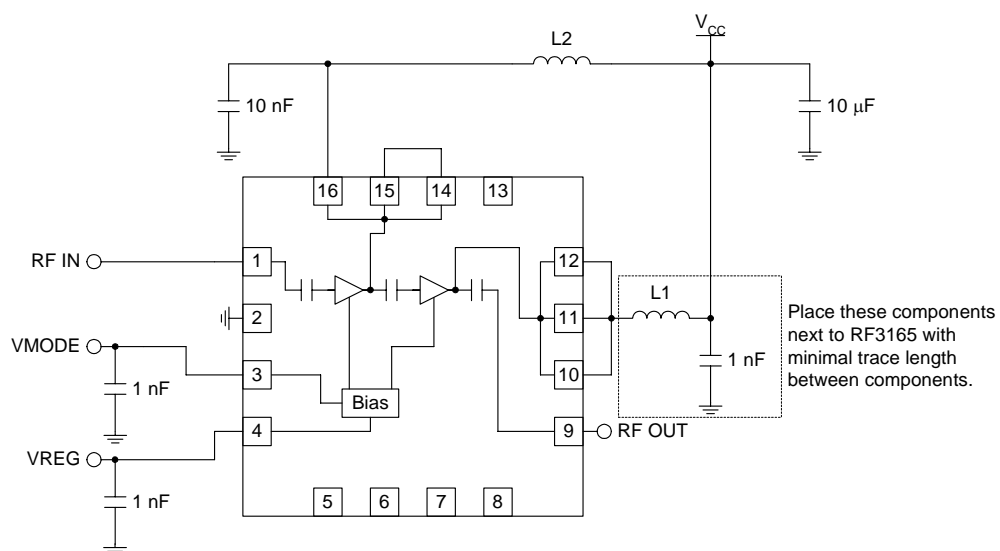 V_CC
L2
10 nF
10 μF
16
15
14
13
RF IN
1
12
L1
2
11
Place these components
next to RF3165 with
minimal trace length
between components.
VMODE
1 nF
3
Bias
10
1 nF
VREG
4
9
RF OUT
1 nF
5
6
7
8